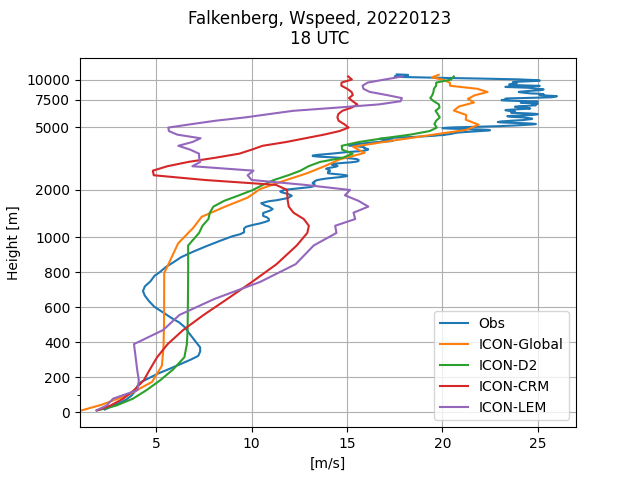 Falkenberg, Wspeed, 20220123
18 UTC
Height [m]
10000
7500
5000
2000
1000
800
600
400
200
0
5
10
15
20
25
[m/s]
Obs
ICON-Global
ICON-D2
ICON-CRM
ICON-LEM